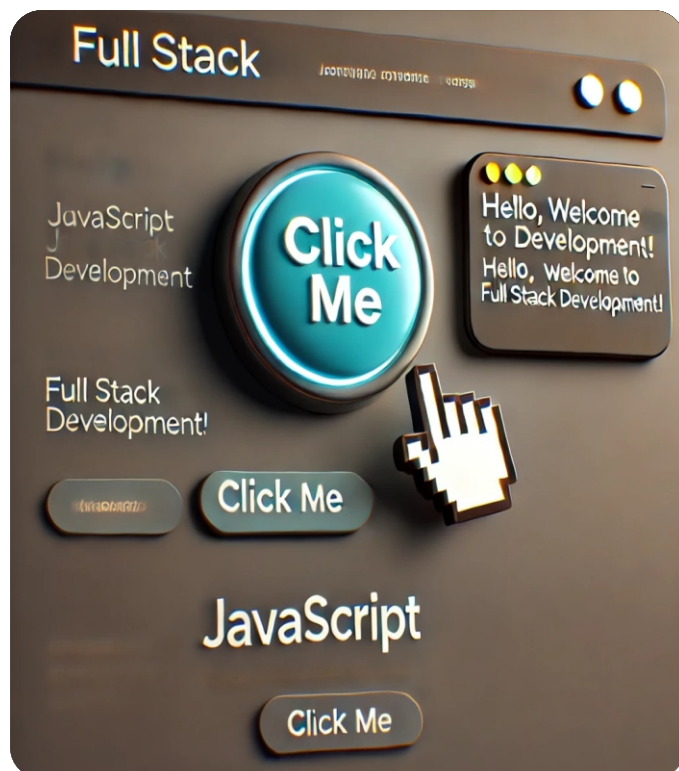 Full Stack
JavaScript
J
Development
Click
Me
Hello, Welcome
to Development!
Hello, Welcome to
Full Stack Development!
Full Stack
Development!
Click Me
JavaScript
Click Me